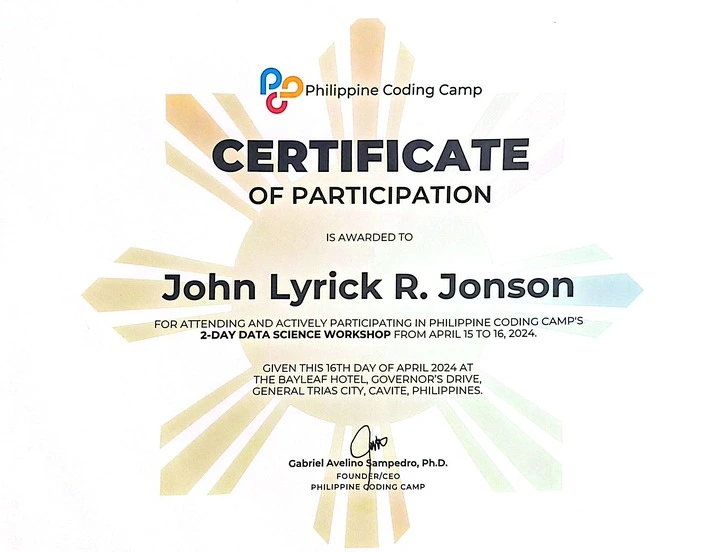 Philippine Coding Camp
CERTIFICATE
OF PARTICIPATION
IS AWARDED TO
John Lyrick R. Jonson
FOR ATTENDING AND ACTIVELY PARTICIPATING IN PHILIPPINE CODING CAMP'S
2-DAY DATA SCIENCE WORKSHOP FROM APRIL 15 TO 16, 2024.
GIVEN THIS 16TH DAY OF APRIL 2024 AT
THE BAYLEAF HOTEL, GOVERNOR'S DRIVE,
GENERAL TRIAS CITY, CAVITE, PHILIPPINES.
Gabriel Avelino Sampedro, Ph.D.
FOUNDER/CEO
PHILIPPINE CODING CAMP